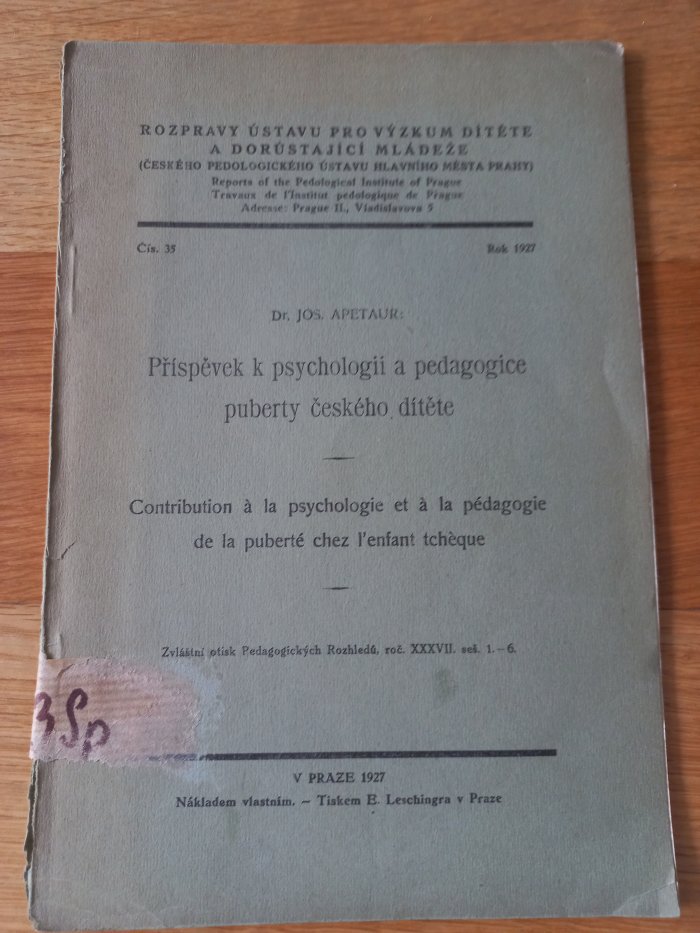 ROZPRAVY ÚSTAVU PRO VÝZKUM DÍTĚTE
A DORŮSTAJÍCÍ MLÁDEŽE
(ČESKÉHO PEDOLOGICKÉHO ÚSTAVU HLAVNÍHO MĚSTA PRAHY)
Reports of the Pedological Institute of Prague
Travaux de l'Institut pedologique de Prague
Adresse: Prague II., Vladislavova 5
Čís. 35 Rok 1927
Dr. JOS. APETAUR:
Příspěvek k psychologii a pedagogice
puberty českého dítěte
Contribution à la psychologie et à la pédagogie
de la puberté chez l'enfant tchèque
Zvláštní otisk Pedagogických Rozhledů, roč. XXXVII. seš. 1.—6.
3Sp
V PRAZE 1927
Nákladem vlastním. — Tiskem E. Leschingra v Praze